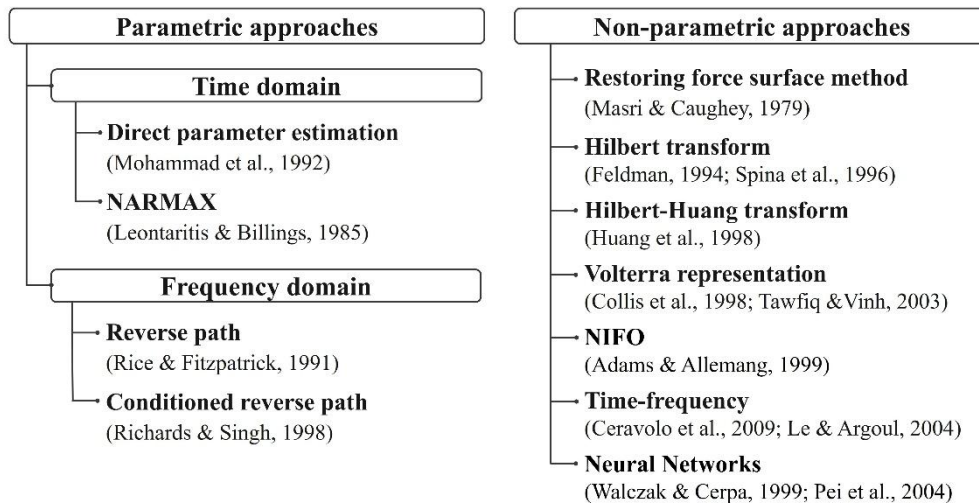 Parametric approaches
Time domain
Direct parameter estimation
(Mohammad et al., 1992)
NARMAX
(Leontaritis & Billings, 1985)
Frequency domain
Reverse path
(Rice & Fitzpatrick, 1991)
Conditioned reverse path
(Richards & Singh, 1998)
Non-parametric approaches
Restoring force surface method
(Masri & Caughey, 1979)
Hilbert transform
(Feldman, 1994; Spina et al., 1996)
Hilbert-Huang transform
(Huang et al., 1998)
Volterra representation
(Collis et al., 1998; Tawfiq &Vinh, 2003)
NIFO
(Adams & Allemang, 1999)
Time-frequency
(Ceravolo et al., 2009; Le & Argoul, 2004)
Neural Networks
(Walczak & Cerpa, 1999; Pei et al., 2004)